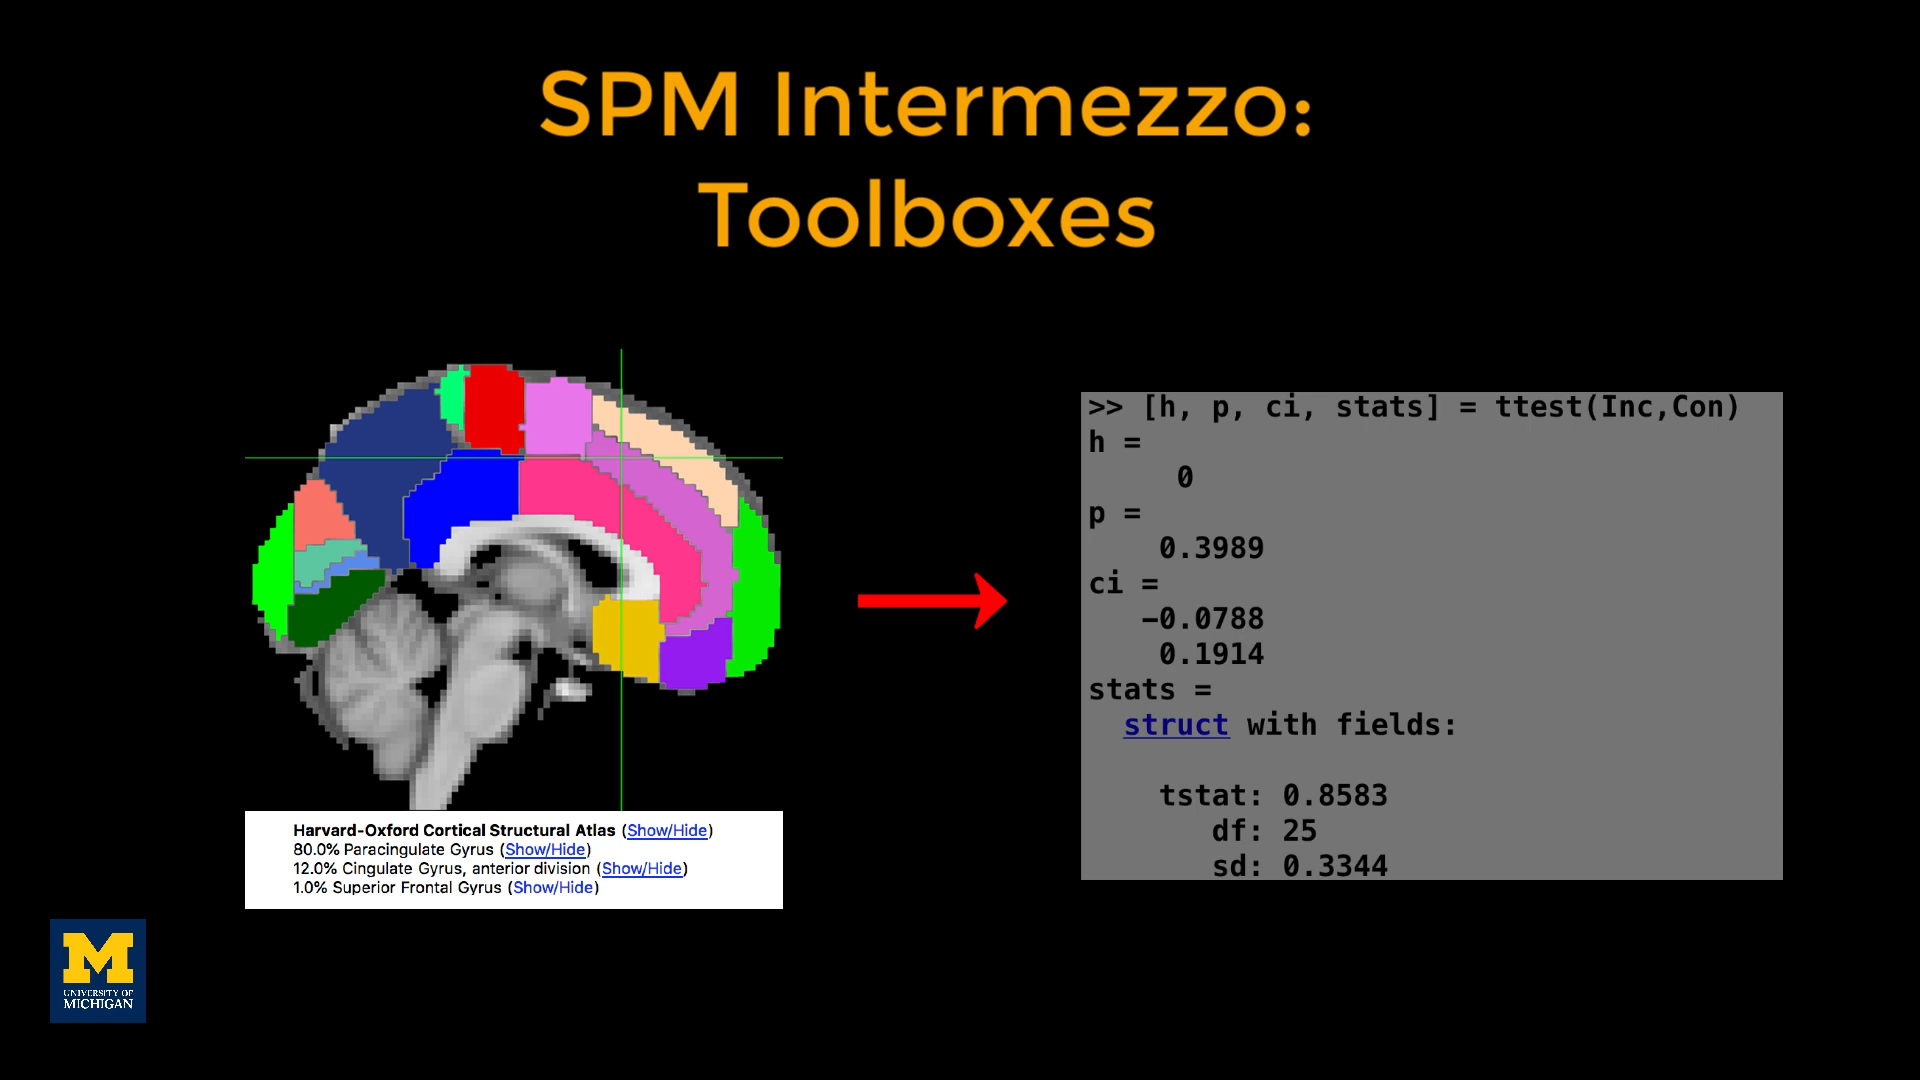 SPM Intermezzo:
Toolboxes
>> [h, p, ci, stats] = ttest(Inc,Con)
h =
0
p =
0.3989
ci =
−0.0788
0.1914
stats =
struct with fields:
tstat: 0.8583
df: 25
sd: 0.3344
Harvard-Oxford Cortical Structural Atlas (Show/Hide)
80.0% Paracingulate Gyrus (Show/Hide)
12.0% Cingulate Gyrus, anterior division (Show/Hide)
1.0% Superior Frontal Gyrus (Show/Hide)
M
UNIVERSITY OF
MICHIGAN